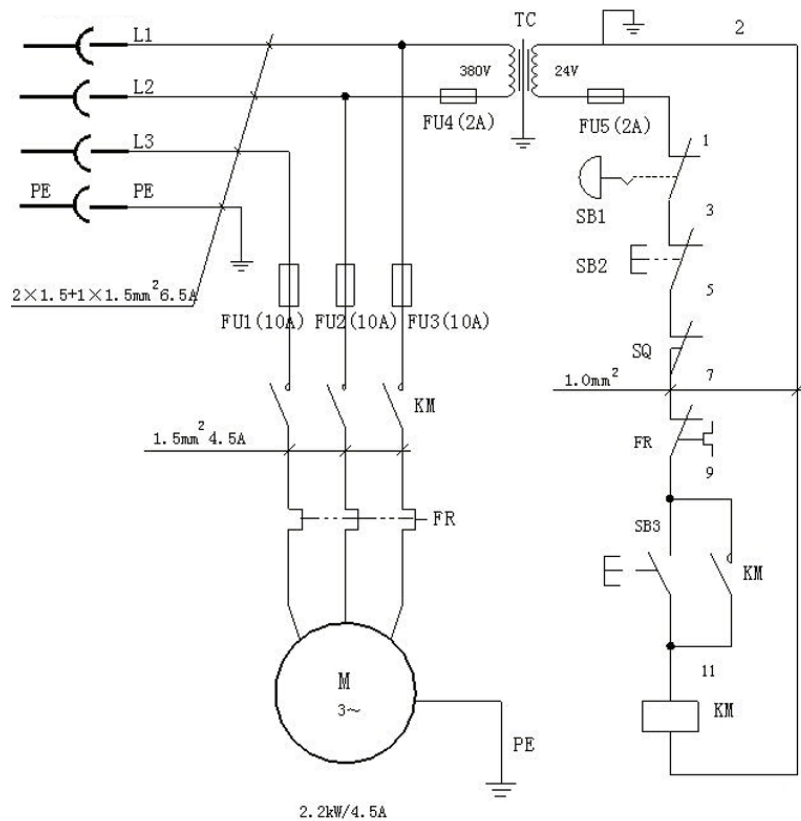 L1
TC
2
L2
380V
24V
FU4(2A)
FU5(2A)
L3
1
PE
PE
SB1
3
SB2
5
2×1.5+1×1.5mm² 6.5A
FU1(10A)
FU2(10A)
FU3(10A)
SQ
7
1.0mm²
KM
1.5mm² 4.5A
FR
9
FR
SB3
KM
11
M
3~
KM
PE
2.2kW/4.5A